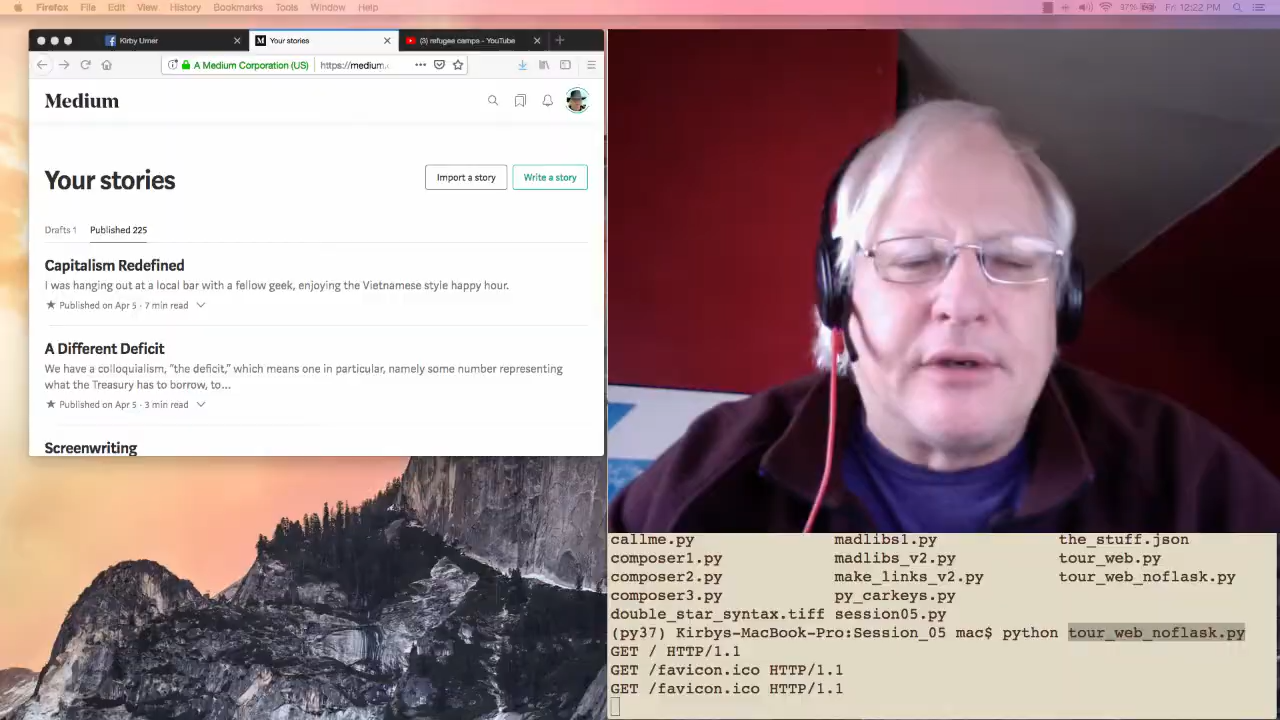 Firefox File Edit View History Bookmarks Tools Window Help
37% Fri 12:22 PM
Kirby Urner
Your stories
(3) refugee camps - YouTube
A Medium Corporation (US) https://medium.
Medium
Your stories
Import a story
Write a story
Drafts 1 Published 225
Capitalism Redefined
I was hanging out at a local bar with a fellow geek, enjoying the Vietnamese style happy hour.
Published on Apr 5 · 7 min read
A Different Deficit
We have a colloquialism, "the deficit," which means one in particular, namely some number representing
what the Treasury has to borrow, to...
Published on Apr 5 · 3 min read
Screenwriting
callme.py madlibs1.py the_stuff.json
composer1.py madlibs_v2.py tour_web.py
composer2.py make_links_v2.py tour_web_noflask.py
composer3.py py_carkeys.py
double_star_syntax.tiff session05.py
(py37) Kirbys-MacBook-Pro:Session_05 mac$ python tour_web_noflask.py
GET / HTTP/1.1
GET /favicon.ico HTTP/1.1
GET /favicon.ico HTTP/1.1